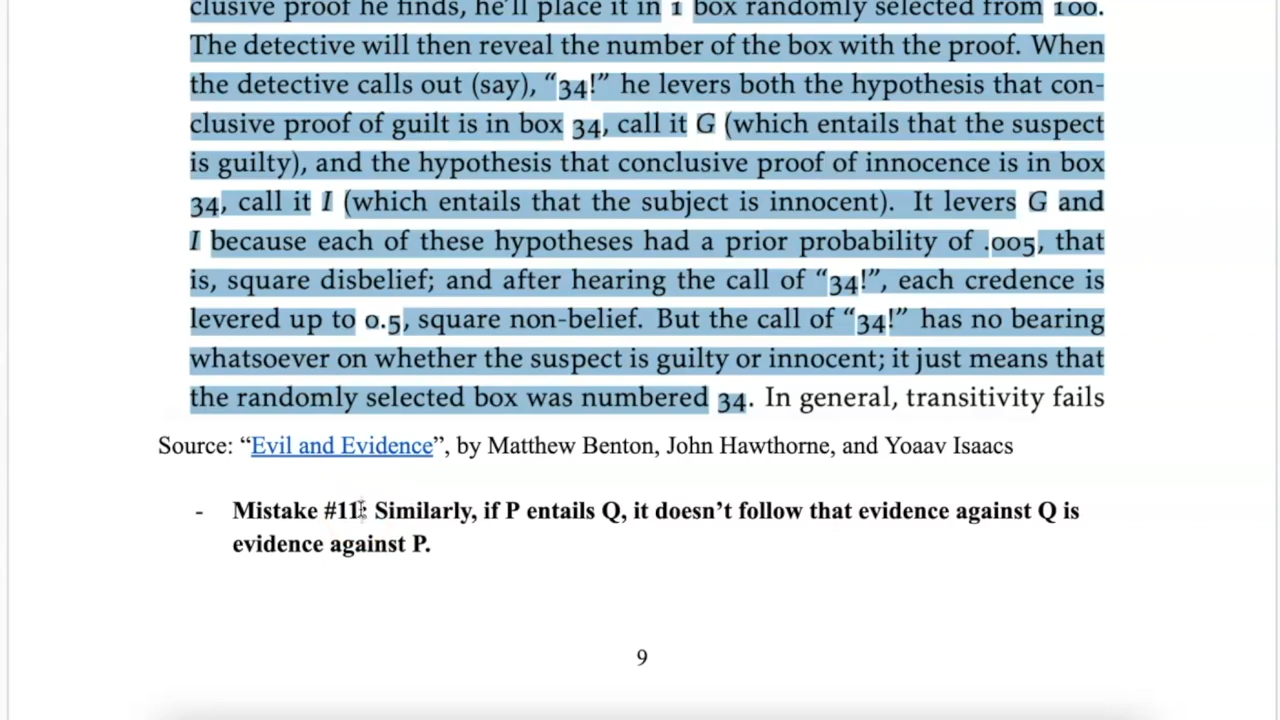 clusive proof he finds, he'll place it in 1 box randomly selected from 100.
The detective will then reveal the number of the box with the proof. When
the detective calls out (say), “34!” he levers both the hypothesis that con-
clusive proof of guilt is in box 34, call it G (which entails that the suspect
is guilty), and the hypothesis that conclusive proof of innocence is in box
34, call it I (which entails that the subject is innocent). It levers G and
I because each of these hypotheses had a prior probability of .005, that
is, square disbelief; and after hearing the call of “34!”, each credence is
levered up to 0.5, square non-belief. But the call of “34!” has no bearing
whatsoever on whether the suspect is guilty or innocent; it just means that
the randomly selected box was numbered 34. In general, transitivity fails
Source: “Evil and Evidence”, by Matthew Benton, John Hawthorne, and Yoaav Isaacs
- Mistake #11: Similarly, if P entails Q, it doesn’t follow that evidence against Q is
evidence against P.
9